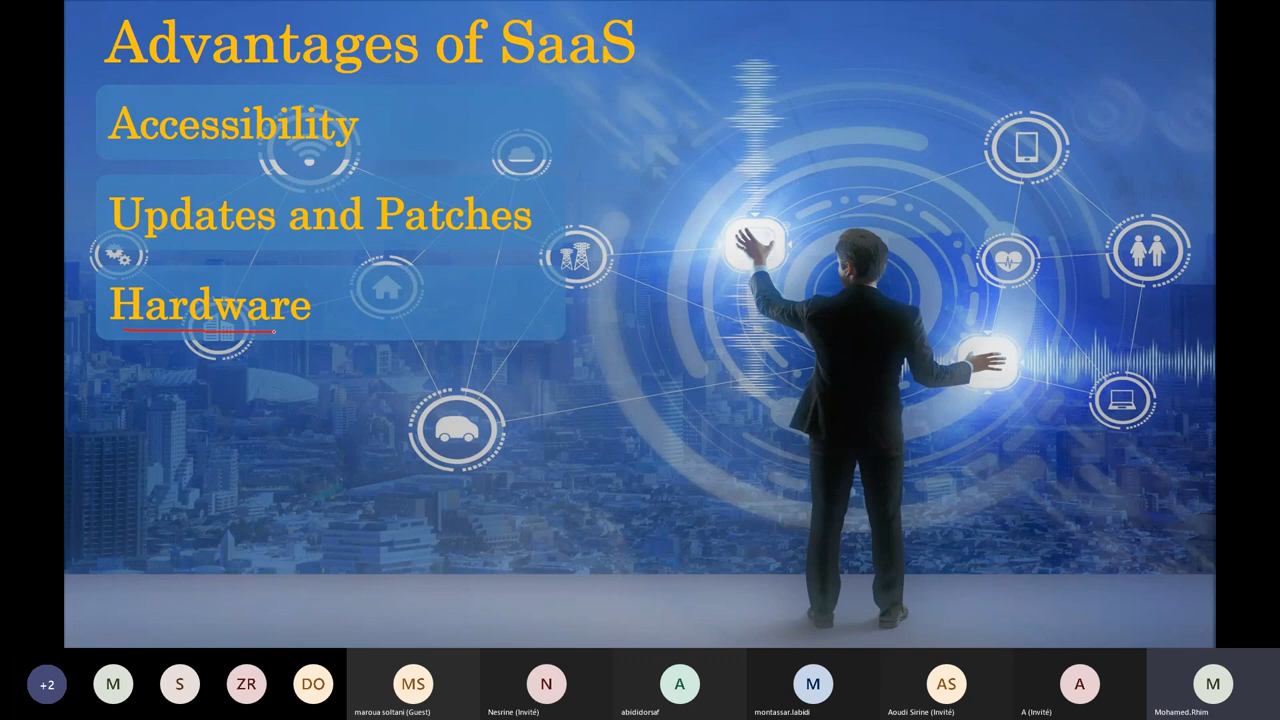 Advantages of SaaS
Accessibility
Updates and Patches
Hardware
+2
M
S
ZR
DO
MS
N
A
M
AS
A
M
maroua soltani (Guest)
Nesrine (Invité)
abididorsaf
montassar.labidi
Aoudi Sirine (Invité)
A (Invité)
Mohamed.Rhim